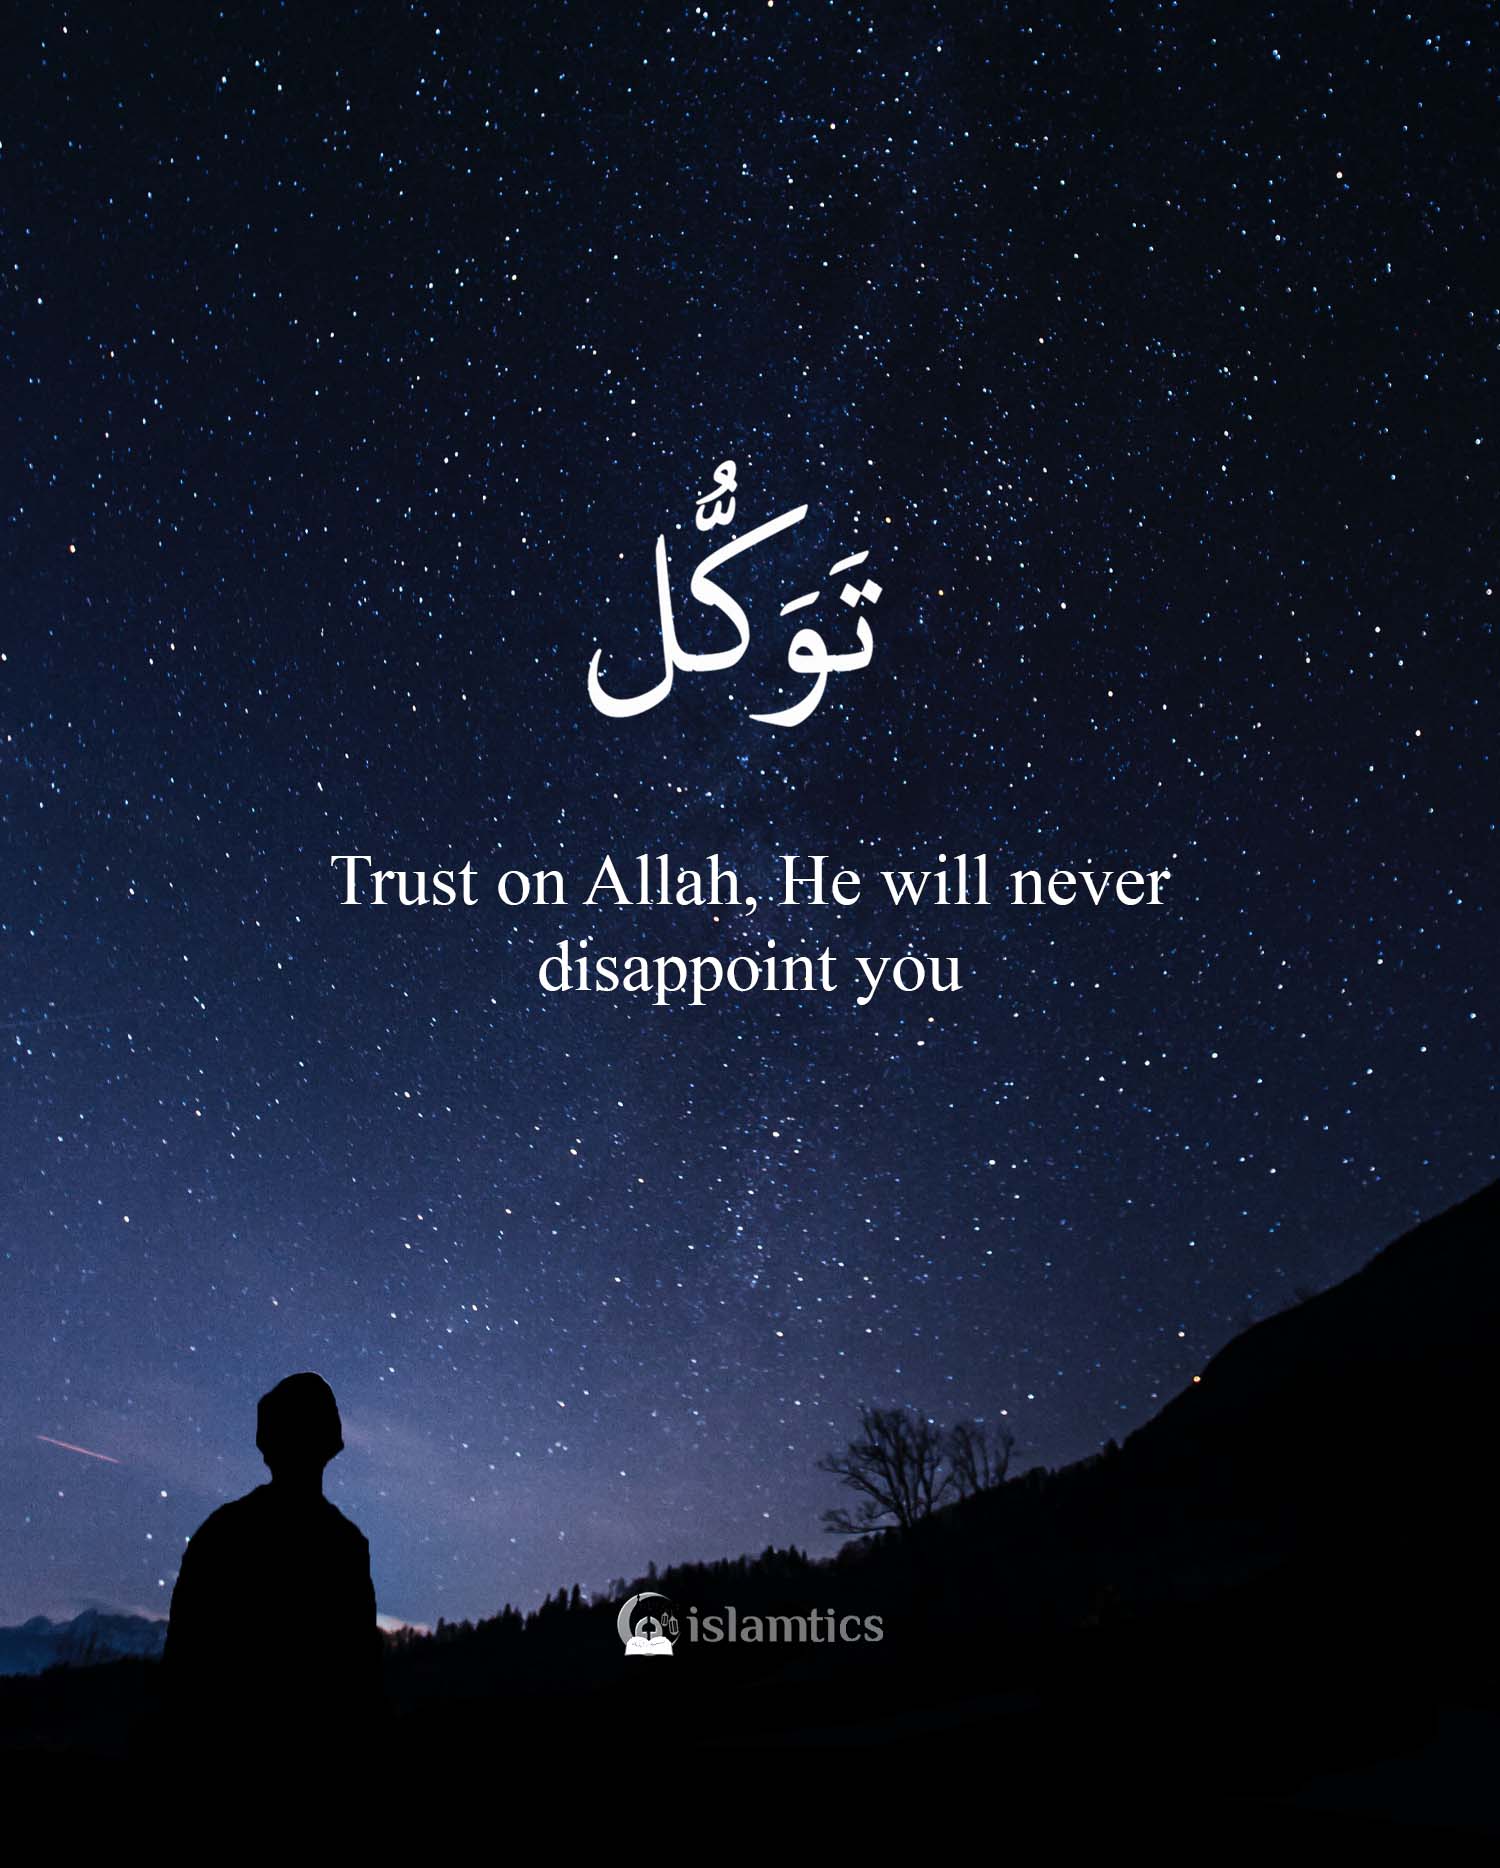 تَوَكُّل
Trust on Allah, He will never
disappoint you
islamtics